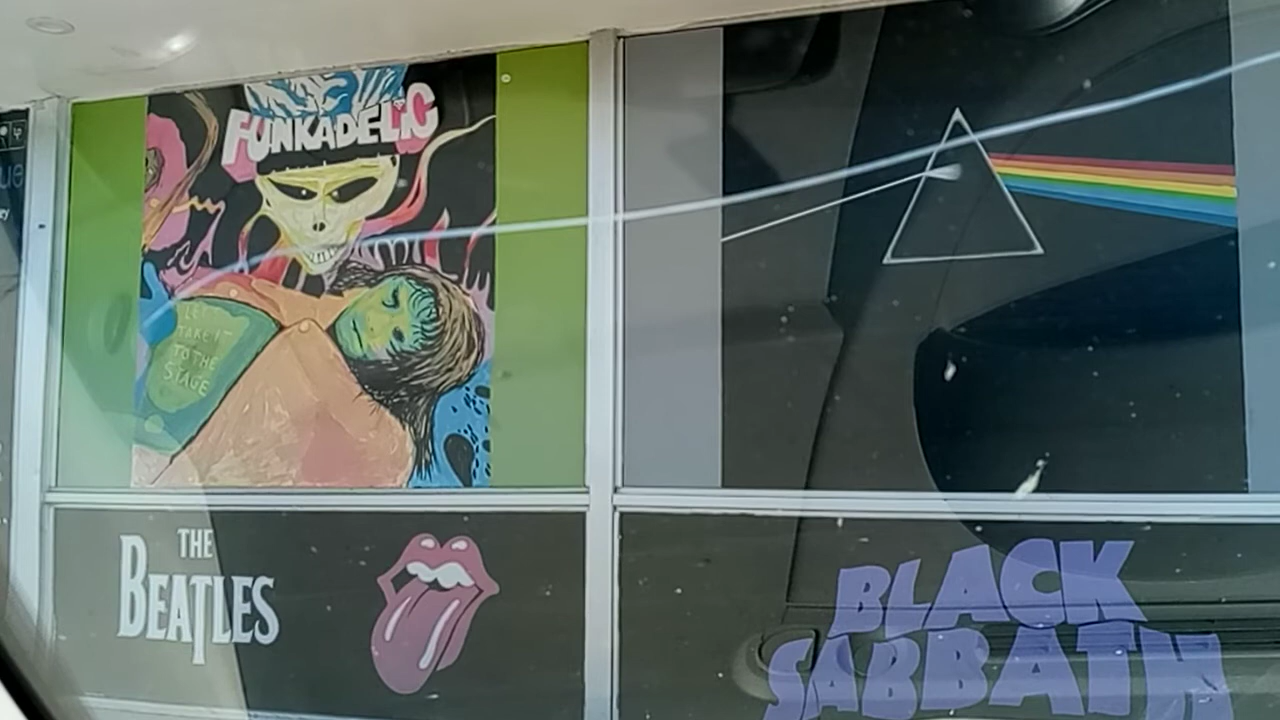 FUNKADELIC
LET'S
TAKE IT
TO THE
STAGE
THE
BEATLES
BLACK
SABBATH